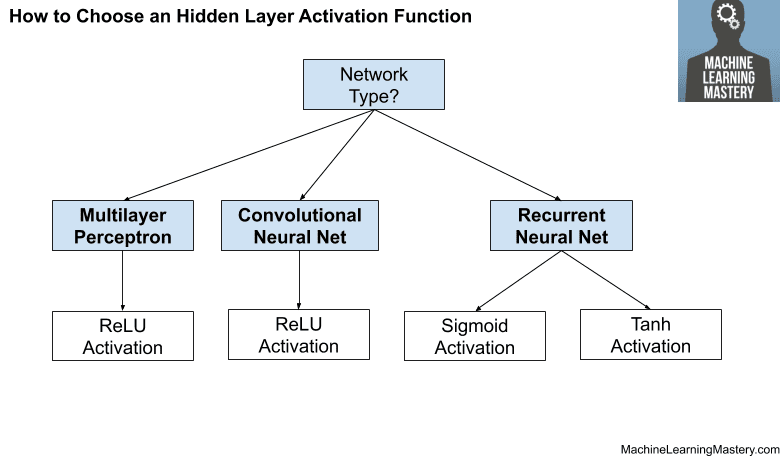 How to Choose an Hidden Layer Activation Function
MACHINE
LEARNING
MASTERY
Network
Type?
Multilayer
Perceptron
Convolutional
Neural Net
Recurrent
Neural Net
ReLU
Activation
ReLU
Activation
Sigmoid
Activation
Tanh
Activation
MachineLearningMastery.com